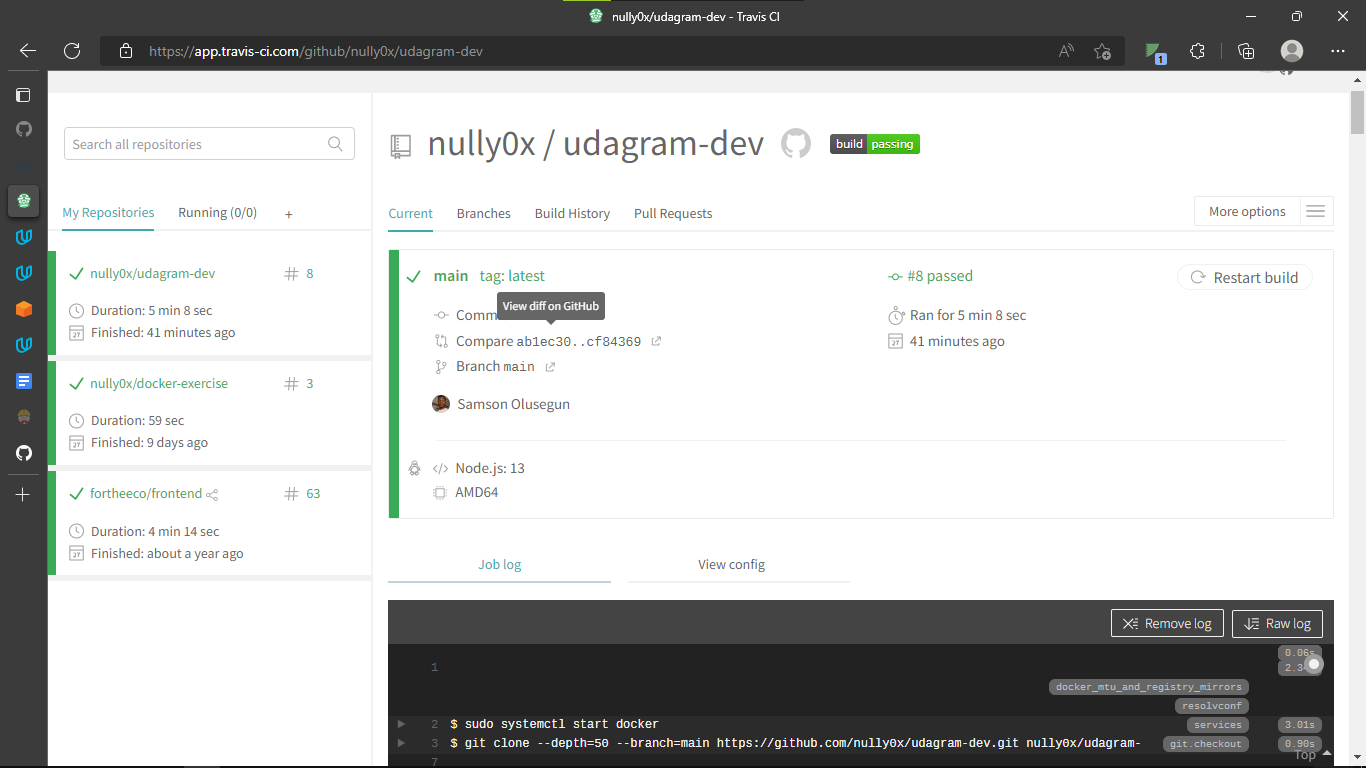 nully0x/udagram-dev - Travis CI
https://app.travis-ci.com/github/nully0x/udagram-dev
1
Search all repositories
nully0x / udagram-dev
build passing
My Repositories
Running (0/0)
+
Current
Branches
Build History
Pull Requests
More options
nully0x/udagram-dev
# 8
Duration: 5 min 8 sec
27
Finished: 41 minutes ago
nully0x/docker-exercise
# 3
Duration: 59 sec
27
Finished: 9 days ago
fortheeco/frontend
# 63
Duration: 4 min 14 sec
27
Finished: about a year ago
main
tag: latest
View diff on GitHub
Comm
Compare ab1ec30..cf84369
Branch main
Samson Olusegun
#8 passed
Ran for 5 min 8 sec
27
41 minutes ago
Restart build
</> Node.js: 13
AMD64
Job log
View config
Remove log
Raw log
1
0.06s
docker_mtu_and_registry_mirrors
resolvconf
2 $ sudo systemctl start docker
services
3.01s
3 $ git clone --depth=50 --branch=main https://github.com/nully0x/udagram-dev.git nully0x/udagram-
git.checkout
0.90s
7
Top